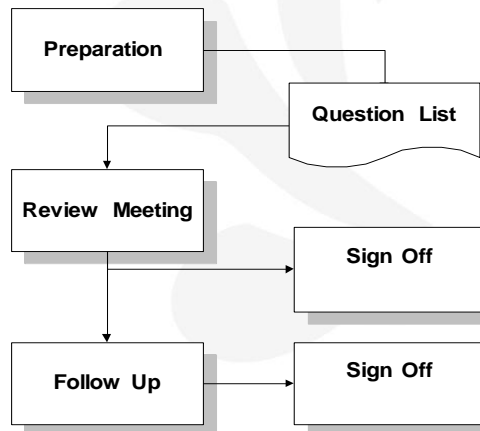 Preparation
Question List
Review Meeting
Sign Off
Follow Up
Sign Off